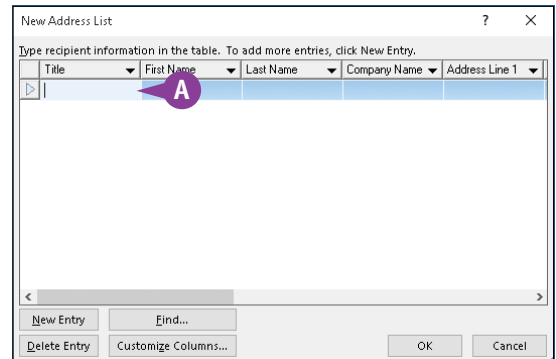 New Address List ? ×
Type recipient information in the table. To add more entries, click New Entry.
Title First Name Last Name Company Name Address Line 1
A
New Entry Find...
Delete Entry Customize Columns... OK Cancel